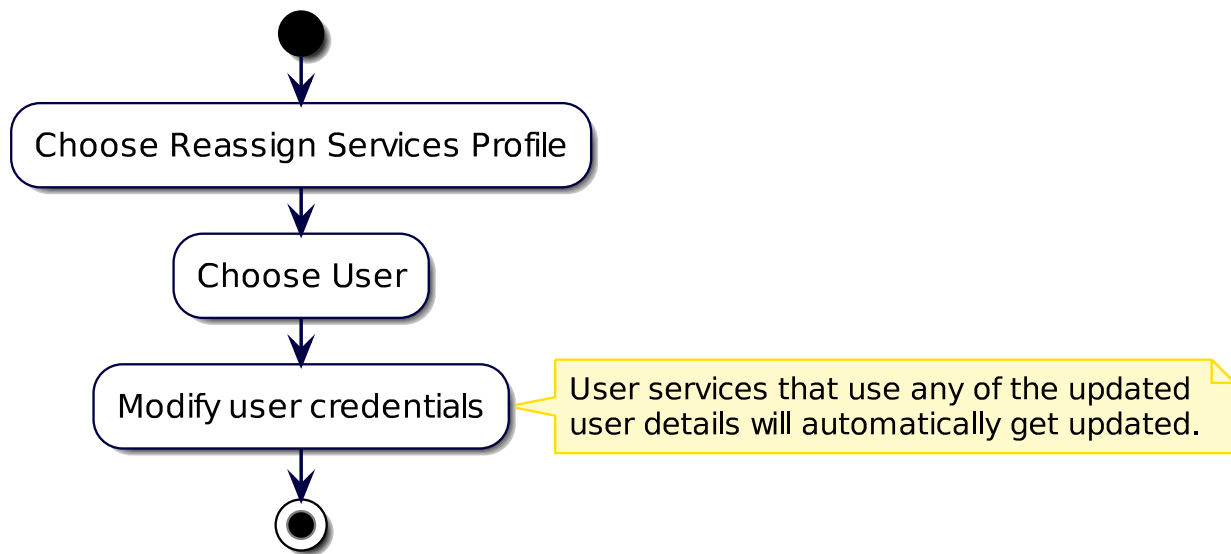 Choose Reassign Services Profile
Choose User
Modify user credentials
User services that use any of the updated
user details will automatically get updated.